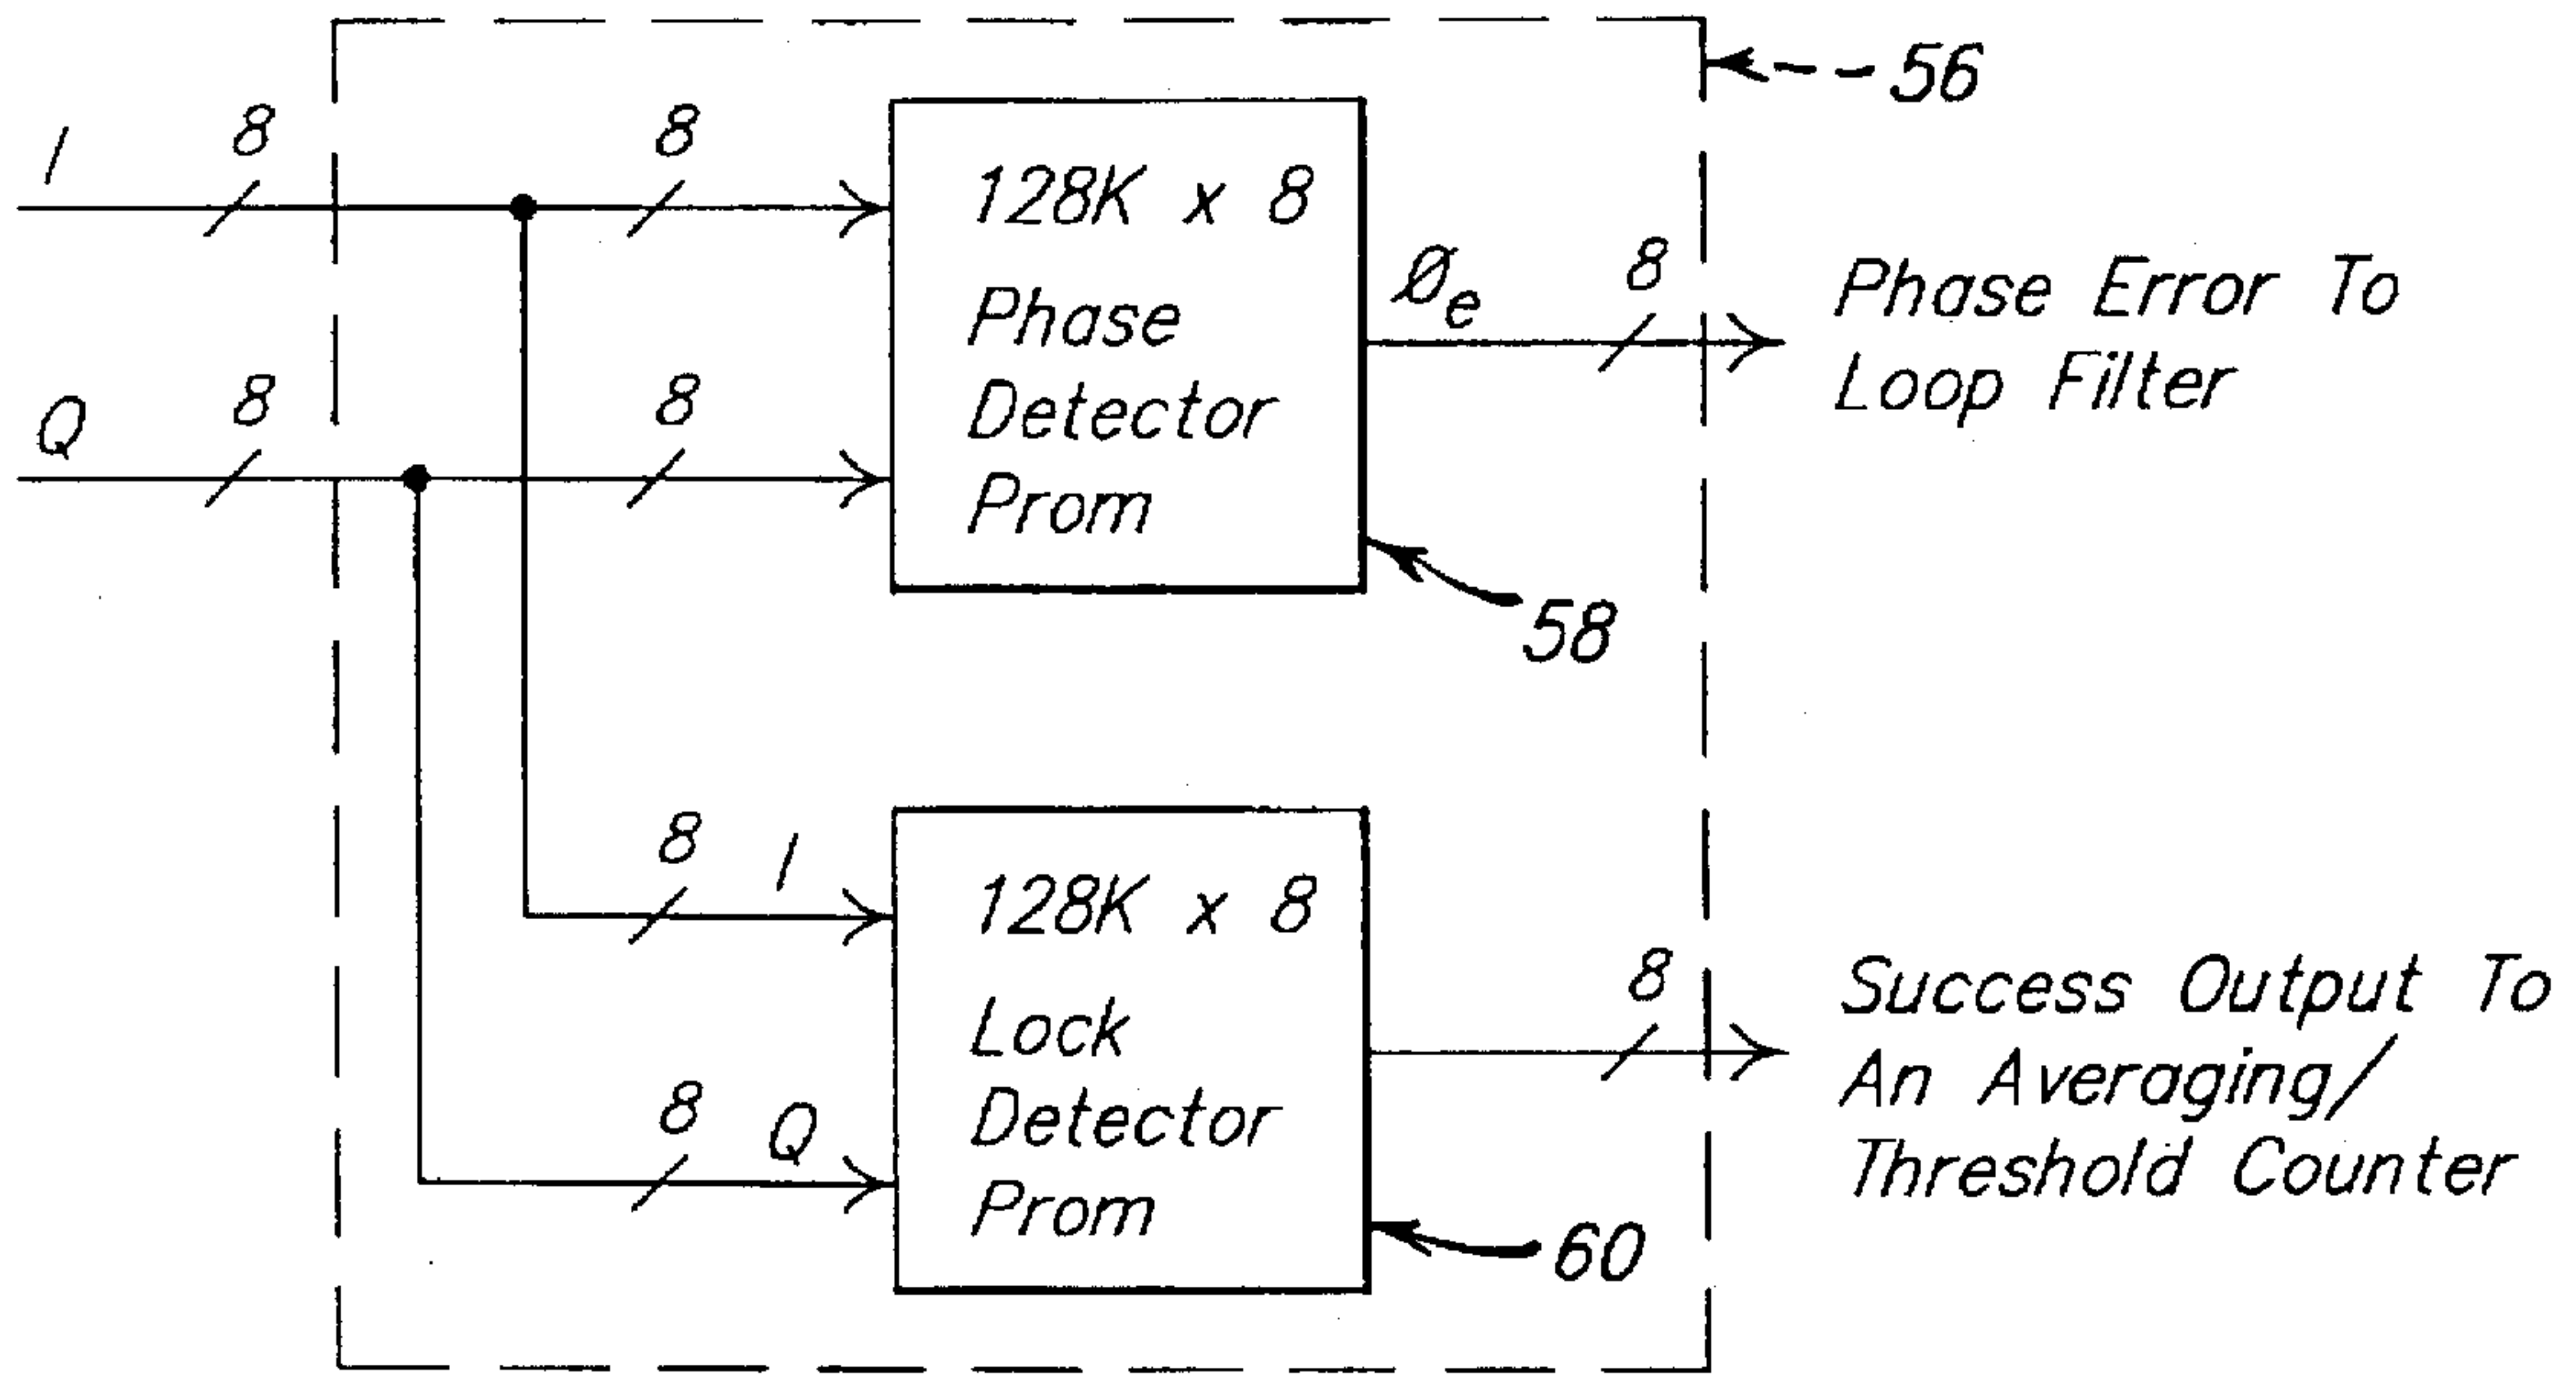 56
I
8
8
128K x 8
Phase
Detector
Prom
Øe
8
Phase Error To
Loop Filter
Q
8
8
58
8
I
128K x 8
Lock
Detector
Prom
8
Q
8
Success Output To
An Averaging/
Threshold Counter
60